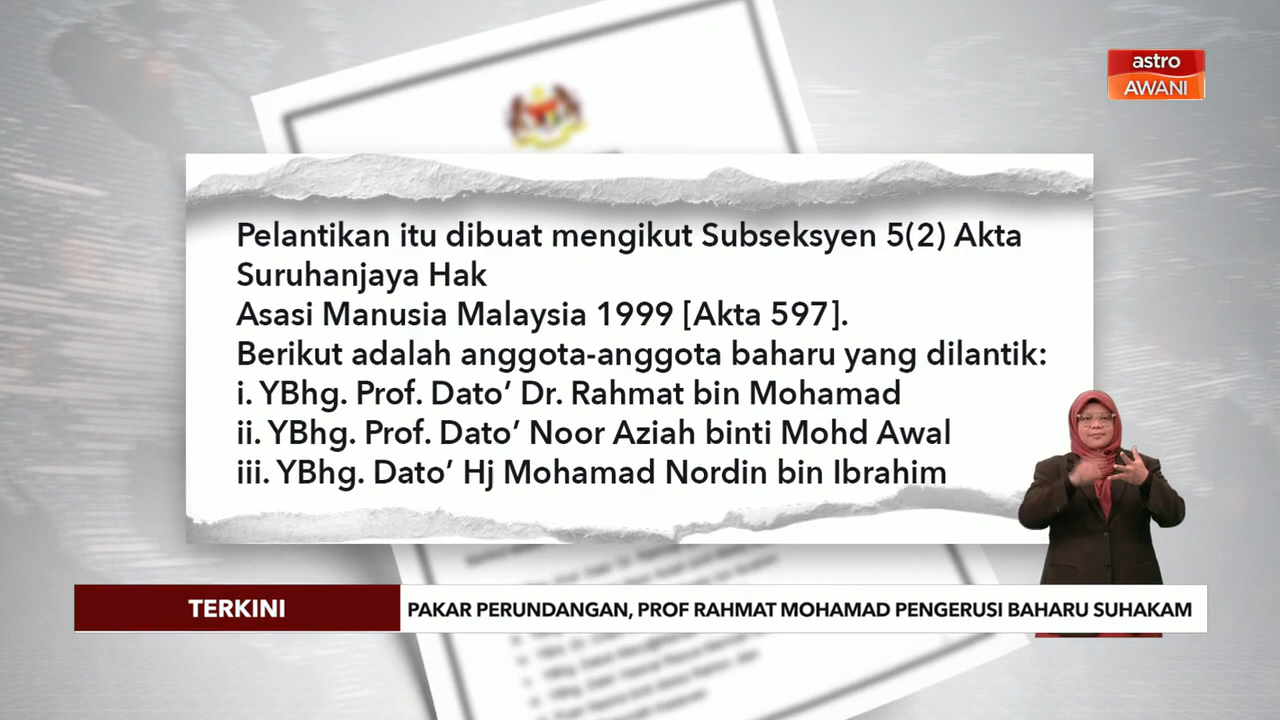 astro
AWANI
Pelantikan itu dibuat mengikut Subseksyen 5(2) Akta
Suruhanjaya Hak
Asasi Manusia Malaysia 1999 [Akta 597].
Berikut adalah anggota-anggota baharu yang dilantik:
i. YBhg. Prof. Dato’ Dr. Rahmat bin Mohamad
ii. YBhg. Prof. Dato’ Noor Aziah binti Mohd Awal
iii. YBhg. Dato’ Hj Mohamad Nordin bin Ibrahim
TERKINI
PAKAR PERUNDANGAN, PROF RAHMAT MOHAMAD PENGERUSI BAHARU SUHAKAM